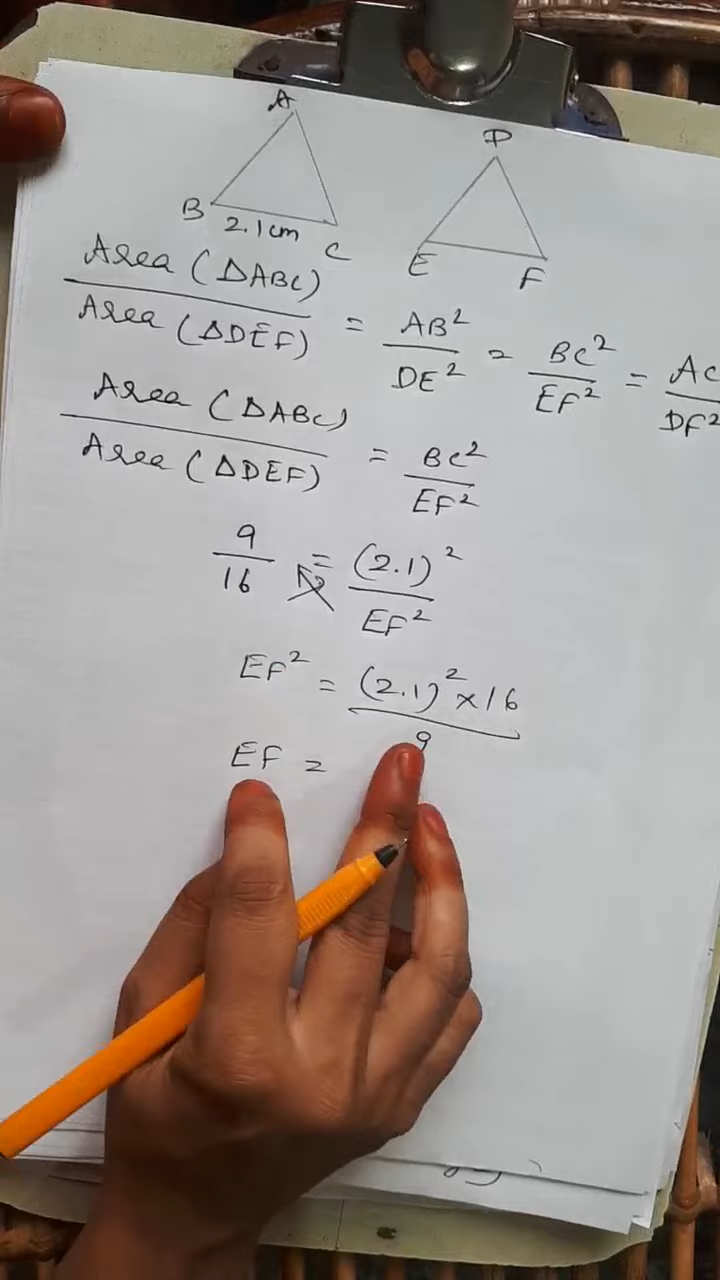 A
D
B 2.1cm C
E F
Area (ΔABC) / Area (ΔDEF) = AB² / DE² = BC² / EF² = AC / DF²
Area (ΔABC) / Area (ΔDEF) = BC² / EF²
9 / 16 = (2.1)² / EF²
EF² = (2.1)² × 16 / 9
EF =